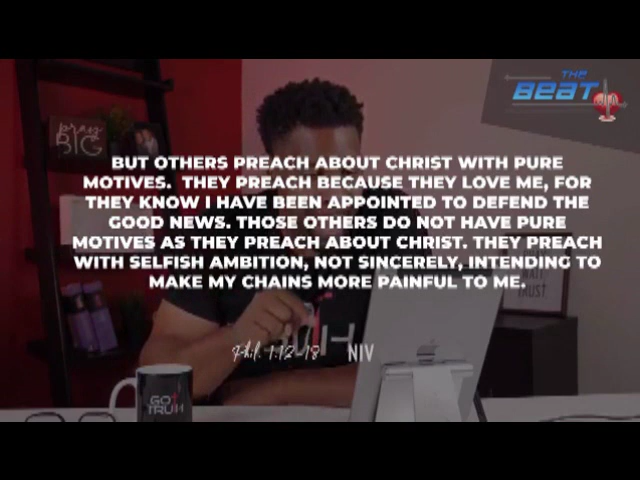 THE
BEAT
pray
BIG
BUT OTHERS PREACH ABOUT CHRIST WITH PURE
MOTIVES. THEY PREACH BECAUSE THEY LOVE ME, FOR
THEY KNOW I HAVE BEEN APPOINTED TO DEFEND THE
GOOD NEWS. THOSE OTHERS DO NOT HAVE PURE
MOTIVES AS THEY PREACH ABOUT CHRIST. THEY PREACH
WITH SELFISH AMBITION, NOT SINCERELY, INTENDING TO
MAKE MY CHAINS MORE PAINFUL TO ME.
TRUST
Phil. 1:12-18 NIV
GOT
TRUTH